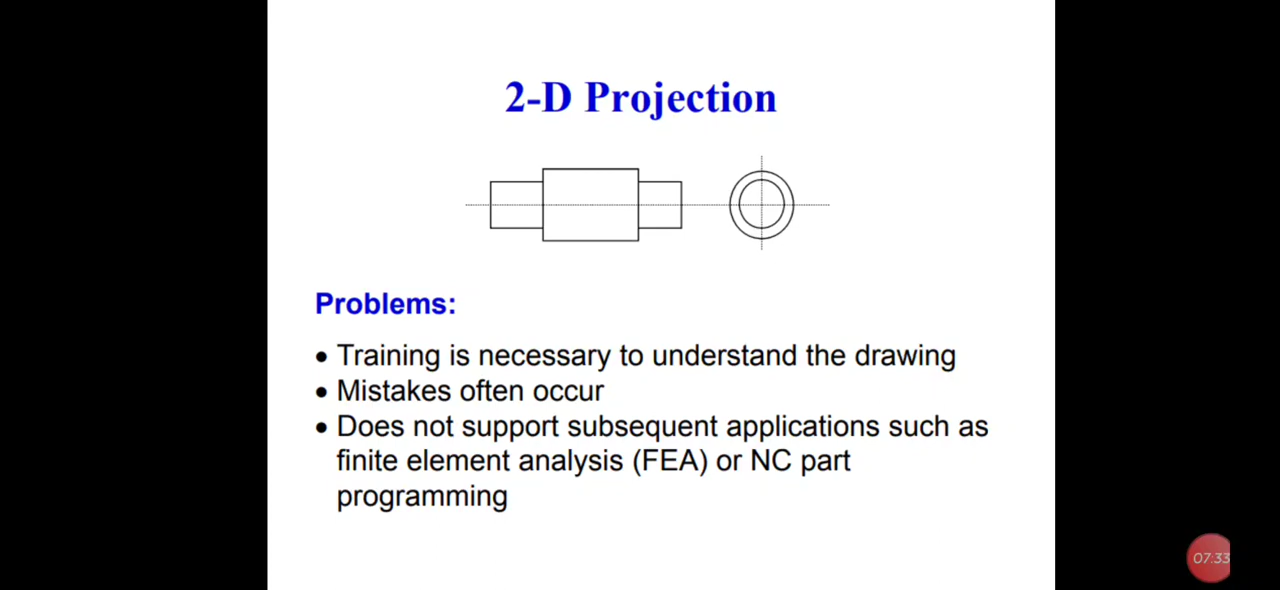 2-D Projection
Problems:
• Training is necessary to understand the drawing
• Mistakes often occur
• Does not support subsequent applications such as
finite element analysis (FEA) or NC part
programming
07:33